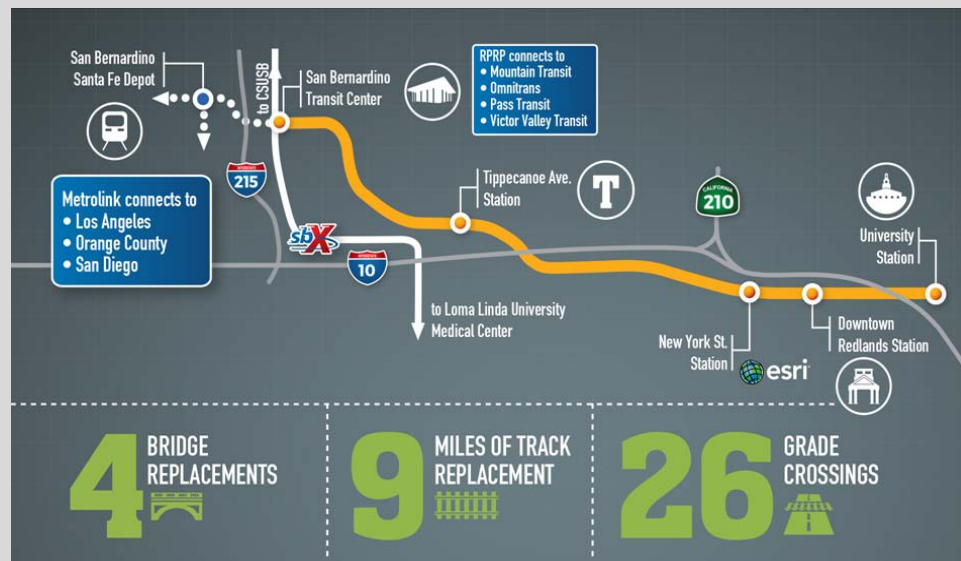 San Bernardino
Santa Fe Depot
to CSUSB
San Bernardino
Transit Center
RPRP connects to
• Mountain Transit
• Omnitrans
• Pass Transit
• Victor Valley Transit
INTERSTATE
215
Metrolink connects to
• Los Angeles
• Orange County
• San Diego
Tippecanoe Ave.
Station
T
CALIFORNIA
210
University
Station
sbX
INTERSTATE
10
to Loma Linda University
Medical Center
New York St.
Station
esri
Downtown
Redlands Station
4 BRIDGE
REPLACEMENTS
9 MILES OF TRACK
REPLACEMENT
26 GRADE
CROSSINGS